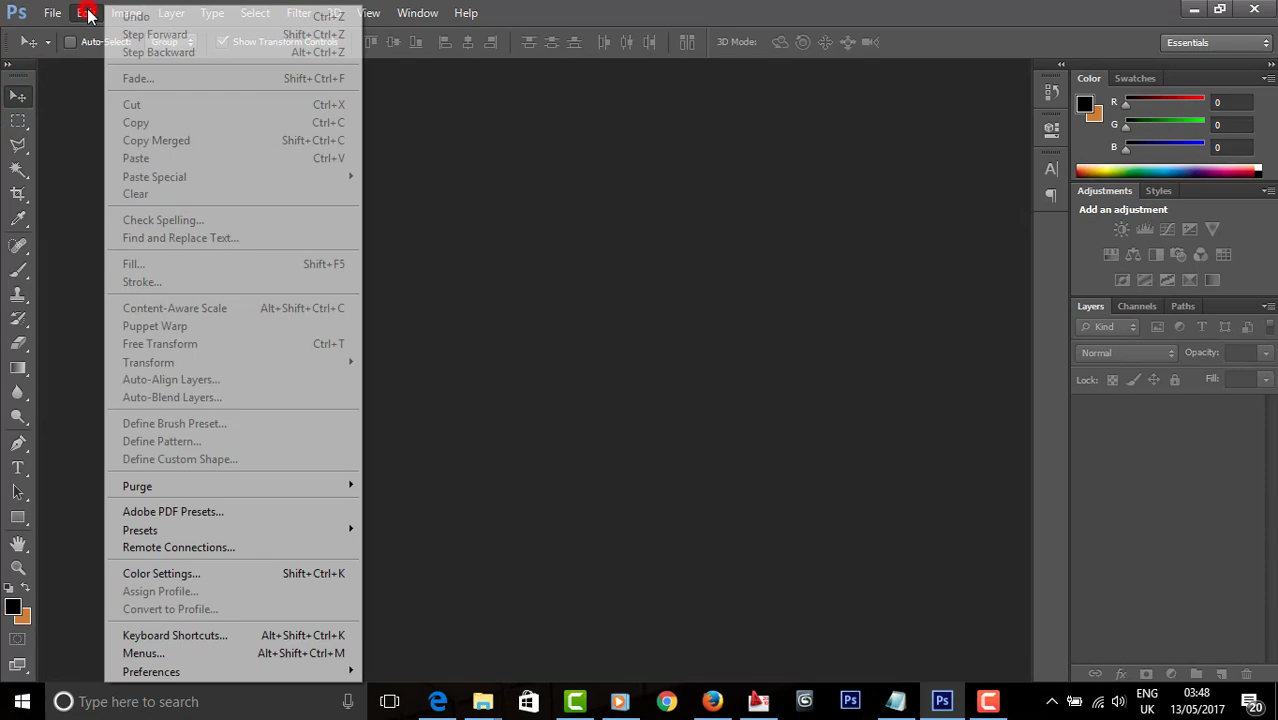 Ps File Edit Image Layer Type Select Filter 3D View Window Help
Auto-Select: Group Show Transform Controls 3D Mode: Essentials
Undo Ctrl+Z
Step Forward Shift+Ctrl+Z
Step Backward Alt+Ctrl+Z
Fade... Shift+Ctrl+F
Cut Ctrl+X
Copy Ctrl+C
Copy Merged Shift+Ctrl+C
Paste Ctrl+V
Paste Special
Clear
Check Spelling...
Find and Replace Text...
Fill... Shift+F5
Stroke...
Content-Aware Scale Alt+Shift+Ctrl+C
Puppet Warp
Free Transform Ctrl+T
Transform
Auto-Align Layers...
Auto-Blend Layers...
Define Brush Preset...
Define Pattern...
Define Custom Shape...
Purge
Adobe PDF Presets...
Presets
Remote Connections...
Color Settings... Shift+Ctrl+K
Assign Profile...
Convert to Profile...
Keyboard Shortcuts... Alt+Shift+Ctrl+K
Menus... Alt+Shift+Ctrl+M
Preferences
Color Swatches
R 0
G 0
B 0
Adjustments Styles
Add an adjustment
Layers Channels Paths
Kind
Normal Opacity:
Lock: Fill:
Type here to search
Ps
Ps
ENG
UK
03:48
13/05/2017
20